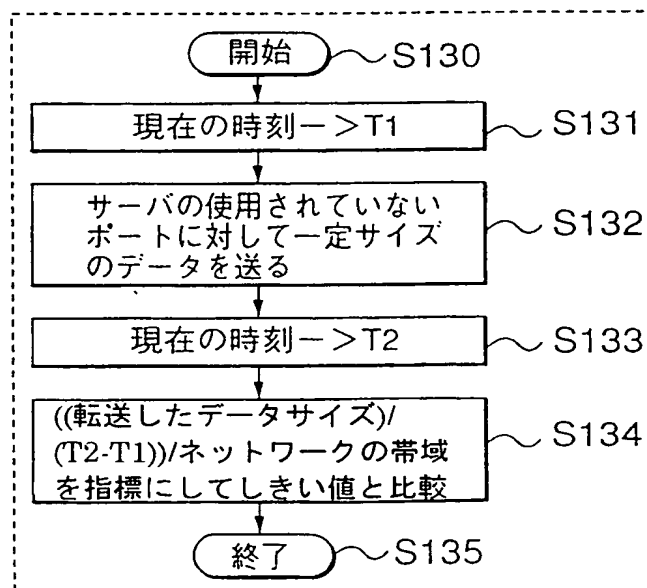 開始 S130
現在の時刻ー>T1 S131
サーバの使用されていない
ポートに対して一定サイズ S132
のデータを送る
現在の時刻ー>T2 S133
((転送したデータサイズ)/
(T2-T1))/ネットワークの帯域 S134
を指標にしてしきい値と比較
終了 S135